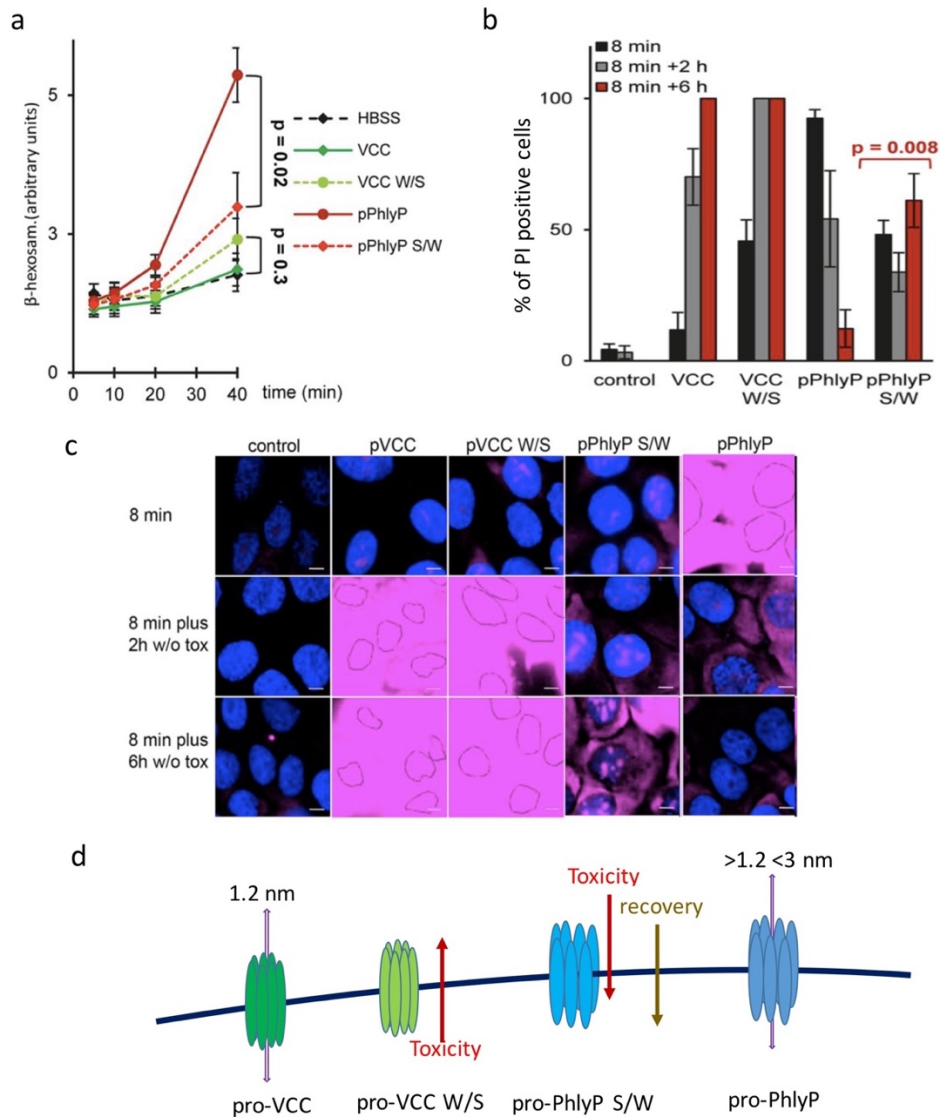 a
β-hexosam.(arbitrary units)
5
3
0
0
10
20
30
40
time (min)
p = 0.02
p = 0.3
HBSS
VCC
VCC W/S
pPhlyP
pPhlyP S/W
b
8 min
8 min +2 h
8 min +6 h
% of PI positive cells
100
50
0
p = 0.008
control
VCC
VCC
W/S
pPhlyP
pPhlyP
S/W
c
control
pVCC
pVCC W/S
pPhlyP S/W
pPhlyP
8 min
8 min plus
2h w/o tox
8 min plus
6h w/o tox
d
1.2 nm
Toxicity
Toxicity
recovery
>1.2 <3 nm
pro-VCC
pro-VCC W/S
pro-PhlyP S/W
pro-PhlyP